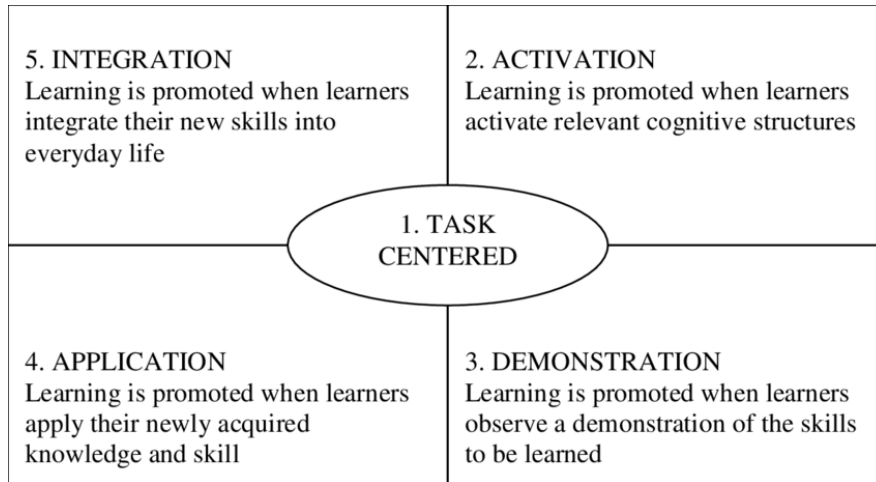 1. TASK
CENTERED
2. ACTIVATION
Learning is promoted when learners
activate relevant cognitive structures
3. DEMONSTRATION
Learning is promoted when learners
observe a demonstration of the skills
to be learned
4. APPLICATION
Learning is promoted when learners
apply their newly acquired
knowledge and skill
5. INTEGRATION
Learning is promoted when learners
integrate their new skills into
everyday life